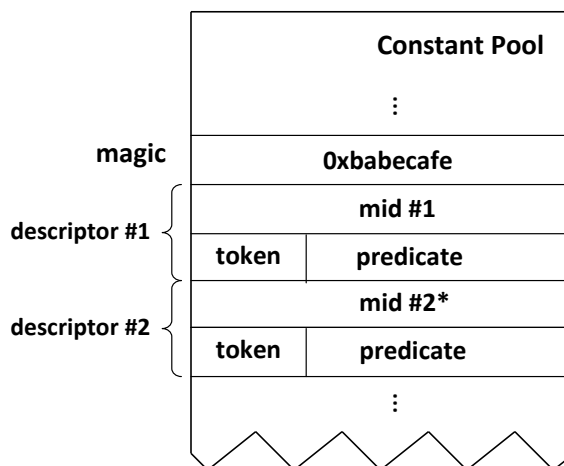 Constant Pool
⋮
magic 0xbabecafe
descriptor #1
mid #1
token predicate
descriptor #2
mid #2*
token predicate
⋮